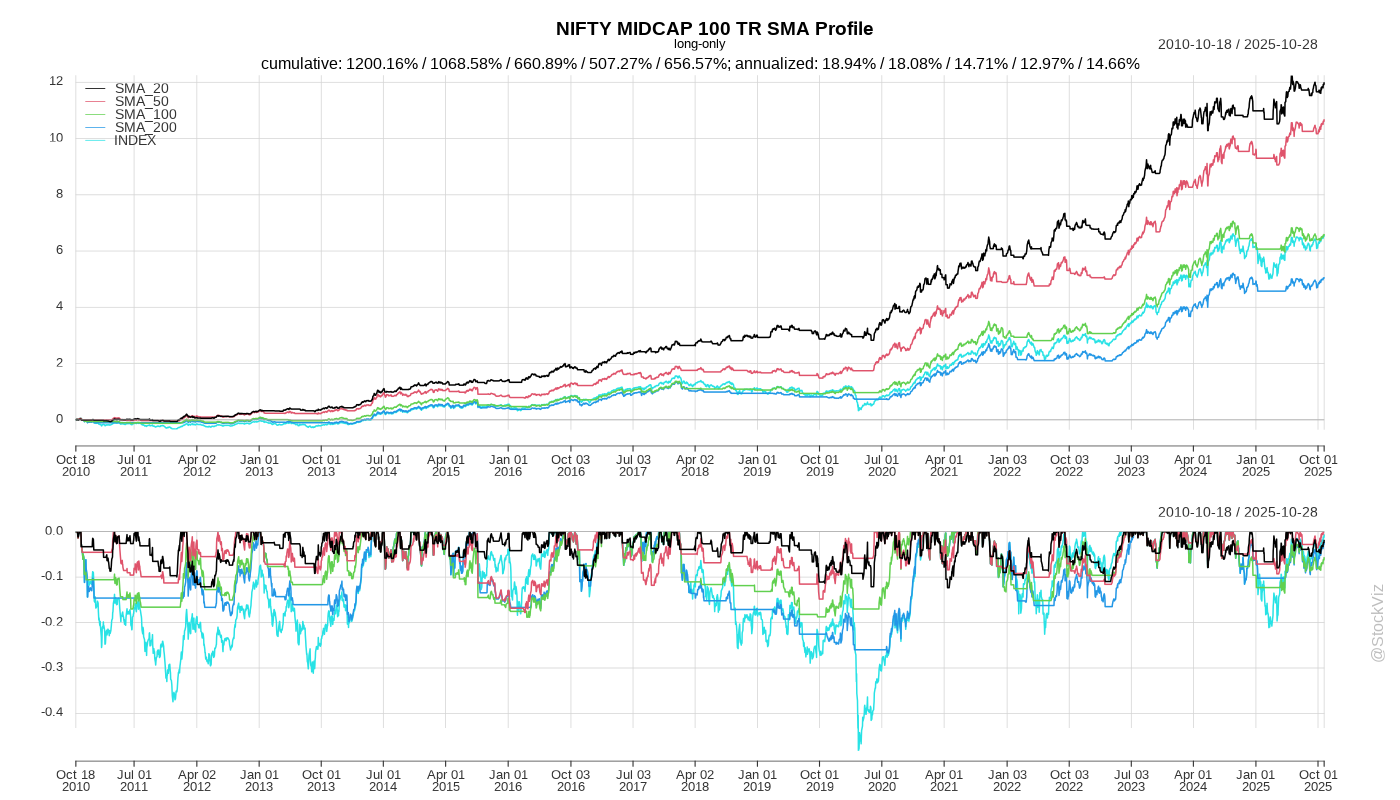 NIFTY MIDCAP 100 TR SMA Profile
long-only
2010-10-18 / 2025-10-28
cumulative: 1200.16% / 1068.58% / 660.89% / 507.27% / 656.57%; annualized: 18.94% / 18.08% / 14.71% / 12.97% / 14.66%
12
10
8
6
4
2
0
SMA_20
SMA_50
SMA_100
SMA_200
INDEX
Oct 18 Jul 01 Apr 02 Jan 01 Oct 01 Jul 01 Apr 01 Jan 01 Oct 03 Jul 03 Apr 02 Jan 01 Oct 01 Jul 01 Apr 01 Jan 03 Oct 03 Jul 03 Apr 01 Jan 01 Oct 01
2010 2011 2012 2013 2013 2014 2015 2016 2016 2017 2018 2019 2019 2020 2021 2022 2022 2023 2024 2025 2025
2010-10-18 / 2025-10-28
0.0
-0.1
-0.2
-0.3
-0.4
Oct 18 Jul 01 Apr 02 Jan 01 Oct 01 Jul 01 Apr 01 Jan 01 Oct 03 Jul 03 Apr 02 Jan 01 Oct 01 Jul 01 Apr 01 Jan 03 Oct 03 Jul 03 Apr 01 Jan 01 Oct 01
2010 2011 2012 2013 2013 2014 2015 2016 2016 2017 2018 2019 2019 2020 2021 2022 2022 2023 2024 2025 2025
@StockViz